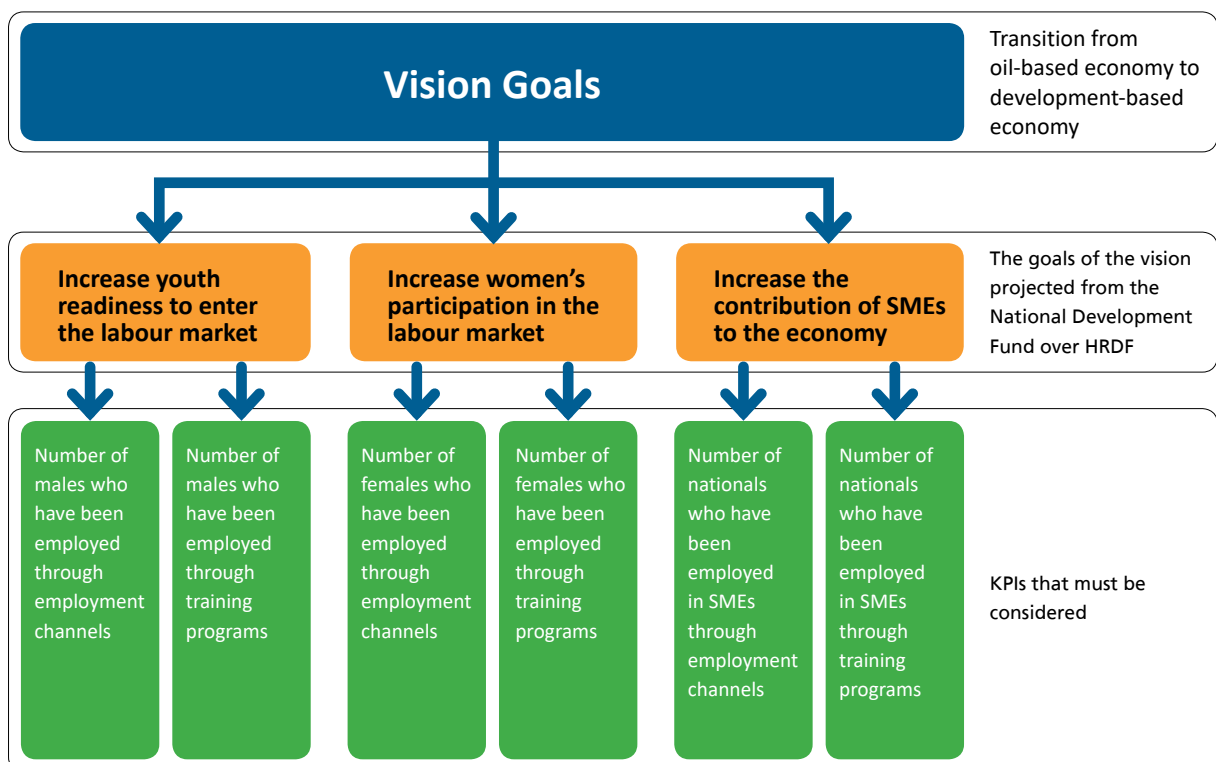 Vision Goals
Transition from
oil-based economy to
development-based
economy
Increase youth
readiness to enter
the labour market
Increase women’s
participation in the
labour market
Increase the
contribution of SMEs
to the economy
The goals of the vision
projected from the
National Development
Fund over HRDF
Number of
males who
have been
employed
through
employment
channels
Number of
males who
have been
employed
through
training
programs
Number of
females who
have been
employed
through
employment
channels
Number of
females who
have been
employed
through
training
programs
Number of
nationals
who have
been
employed
in SMEs
through
employment
channels
Number of
nationals
who have
been
employed
in SMEs
through
training
programs
KPIs that must be
considered